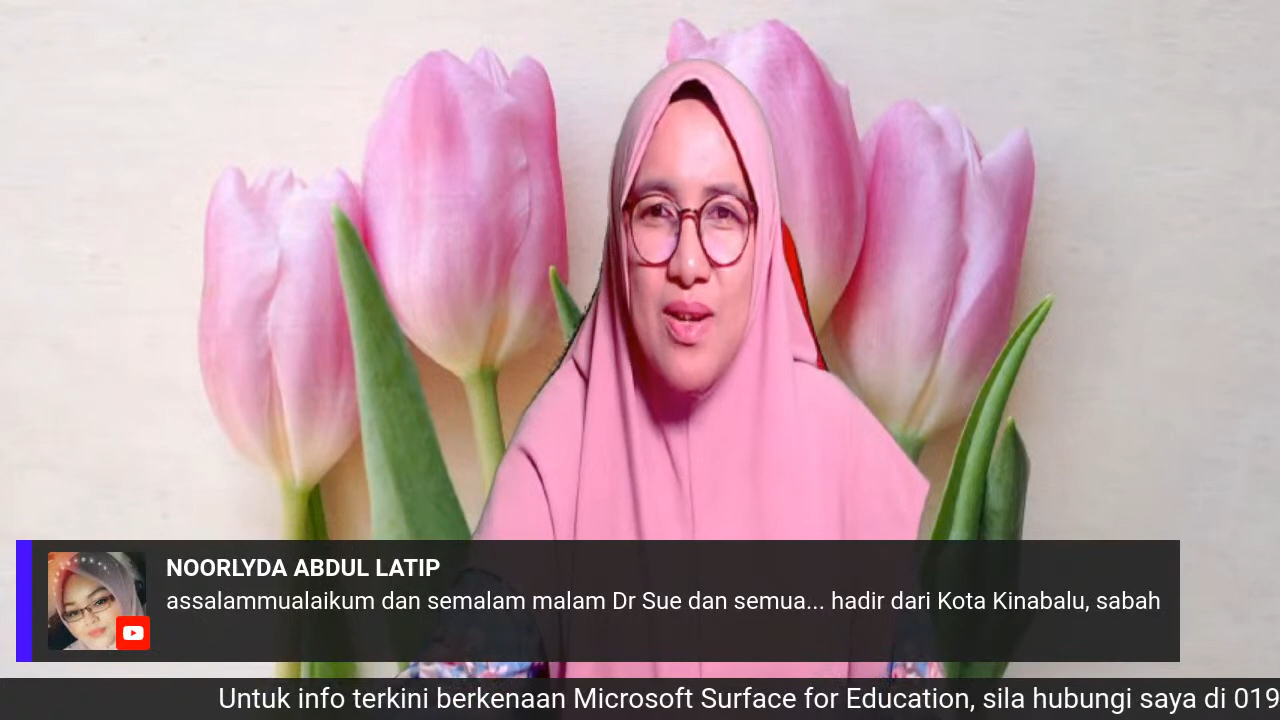 NOORLYDA ABDUL LATIP
assalammualaikum dan semalam malam Dr Sue dan semua... hadir dari Kota Kinabalu, sabah
Untuk info terkini berkenaan Microsoft Surface for Education, sila hubungi saya di 019